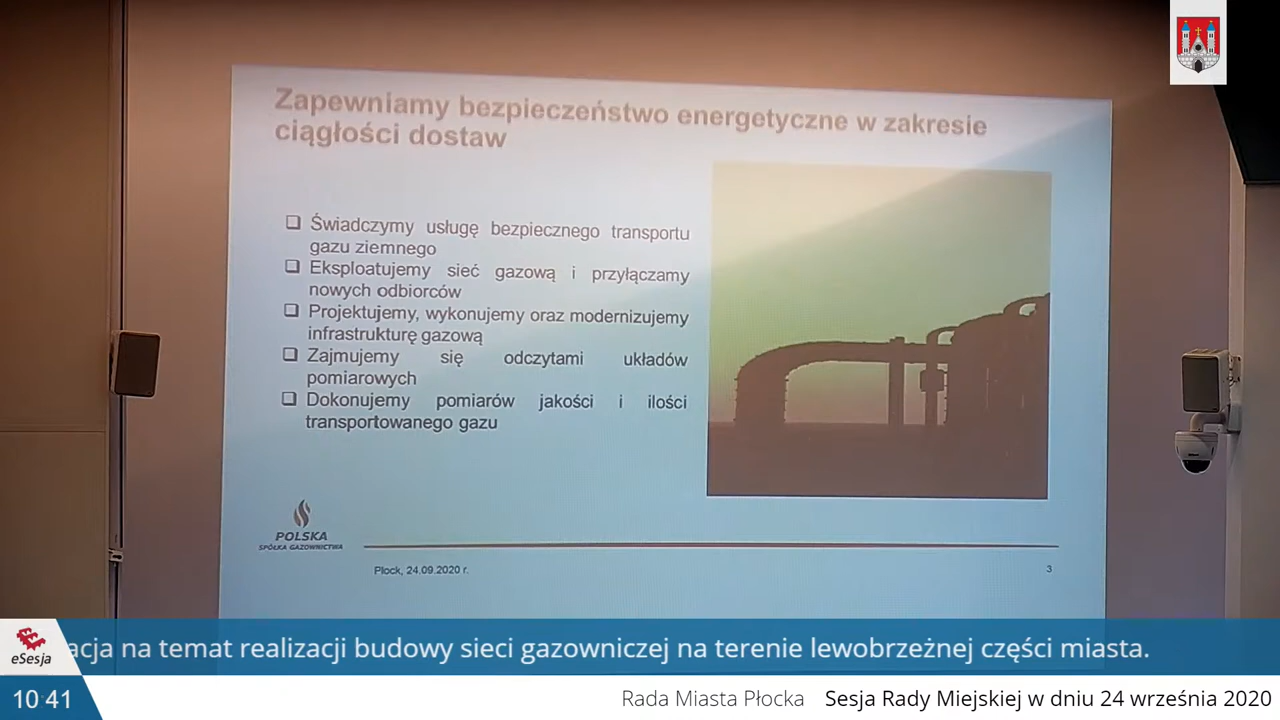 Zapewniamy bezpieczeństwo energetyczne w zakresie
ciągłości dostaw
Świadczymy usługę bezpiecznego transportu
gazu ziemnego
Eksploatujemy sieć gazową i przyłączamy
nowych odbiorców
Projektujemy, wykonujemy oraz modernizujemy
infrastrukturę gazową
Zajmujemy się odczytami układów
pomiarowych
Dokonujemy pomiarów jakości i ilości
transportowanego gazu
POLSKA
SPÓŁKA GAZOWNICTWA
Płock, 24.09.2020 r.
3
acja na temat realizacji budowy sieci gazowniczej na terenie lewobrzeżnej części miasta.
eSesja
10:41
Rada Miasta Płocka Sesja Rady Miejskiej w dniu 24 września 2020